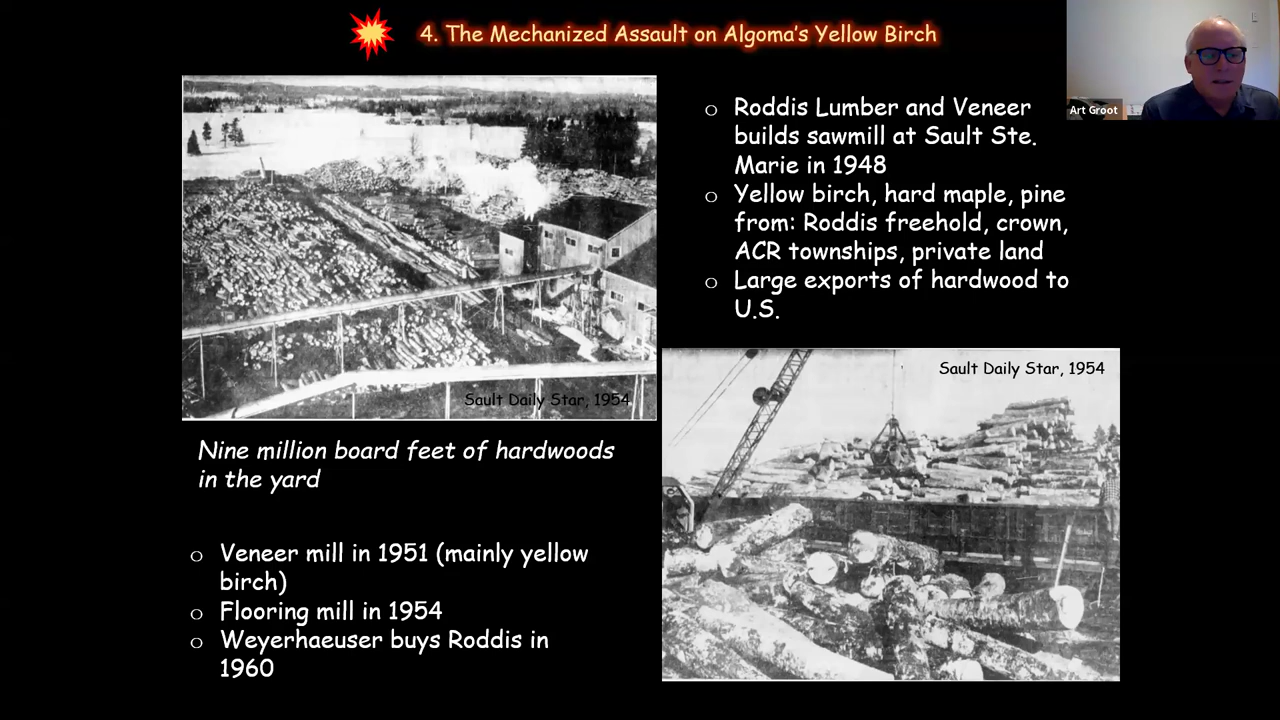 4. The Mechanized Assault on Algoma's Yellow Birch
Art Groot
o Roddis Lumber and Veneer
builds sawmill at Sault Ste.
Marie in 1948
o Yellow birch, hard maple, pine
from: Roddis freehold, crown,
ACR townships, private land
o Large exports of hardwood to
U.S.
Sault Daily Star, 1954
Nine million board feet of hardwoods
in the yard
Sault Daily Star, 1954
o Veneer mill in 1951 (mainly yellow
birch)
o Flooring mill in 1954
o Weyerhaeuser buys Roddis in
1960